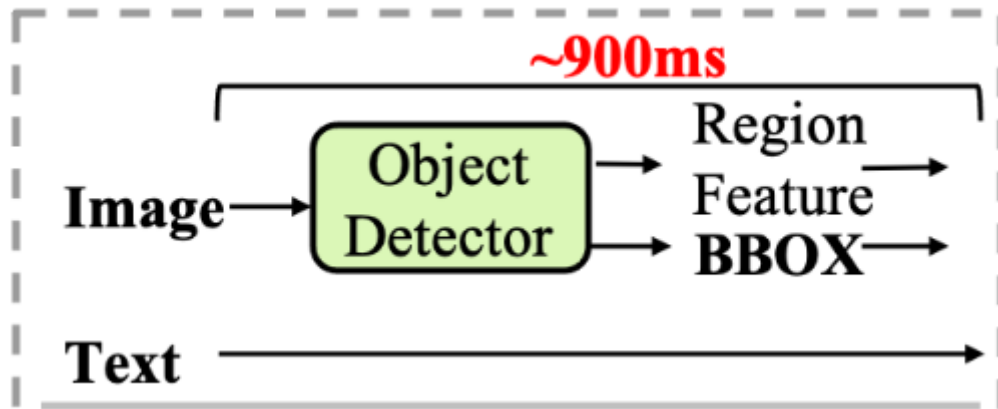 ~900ms
Image
Object
Detector
Region
Feature
BBOX
Text